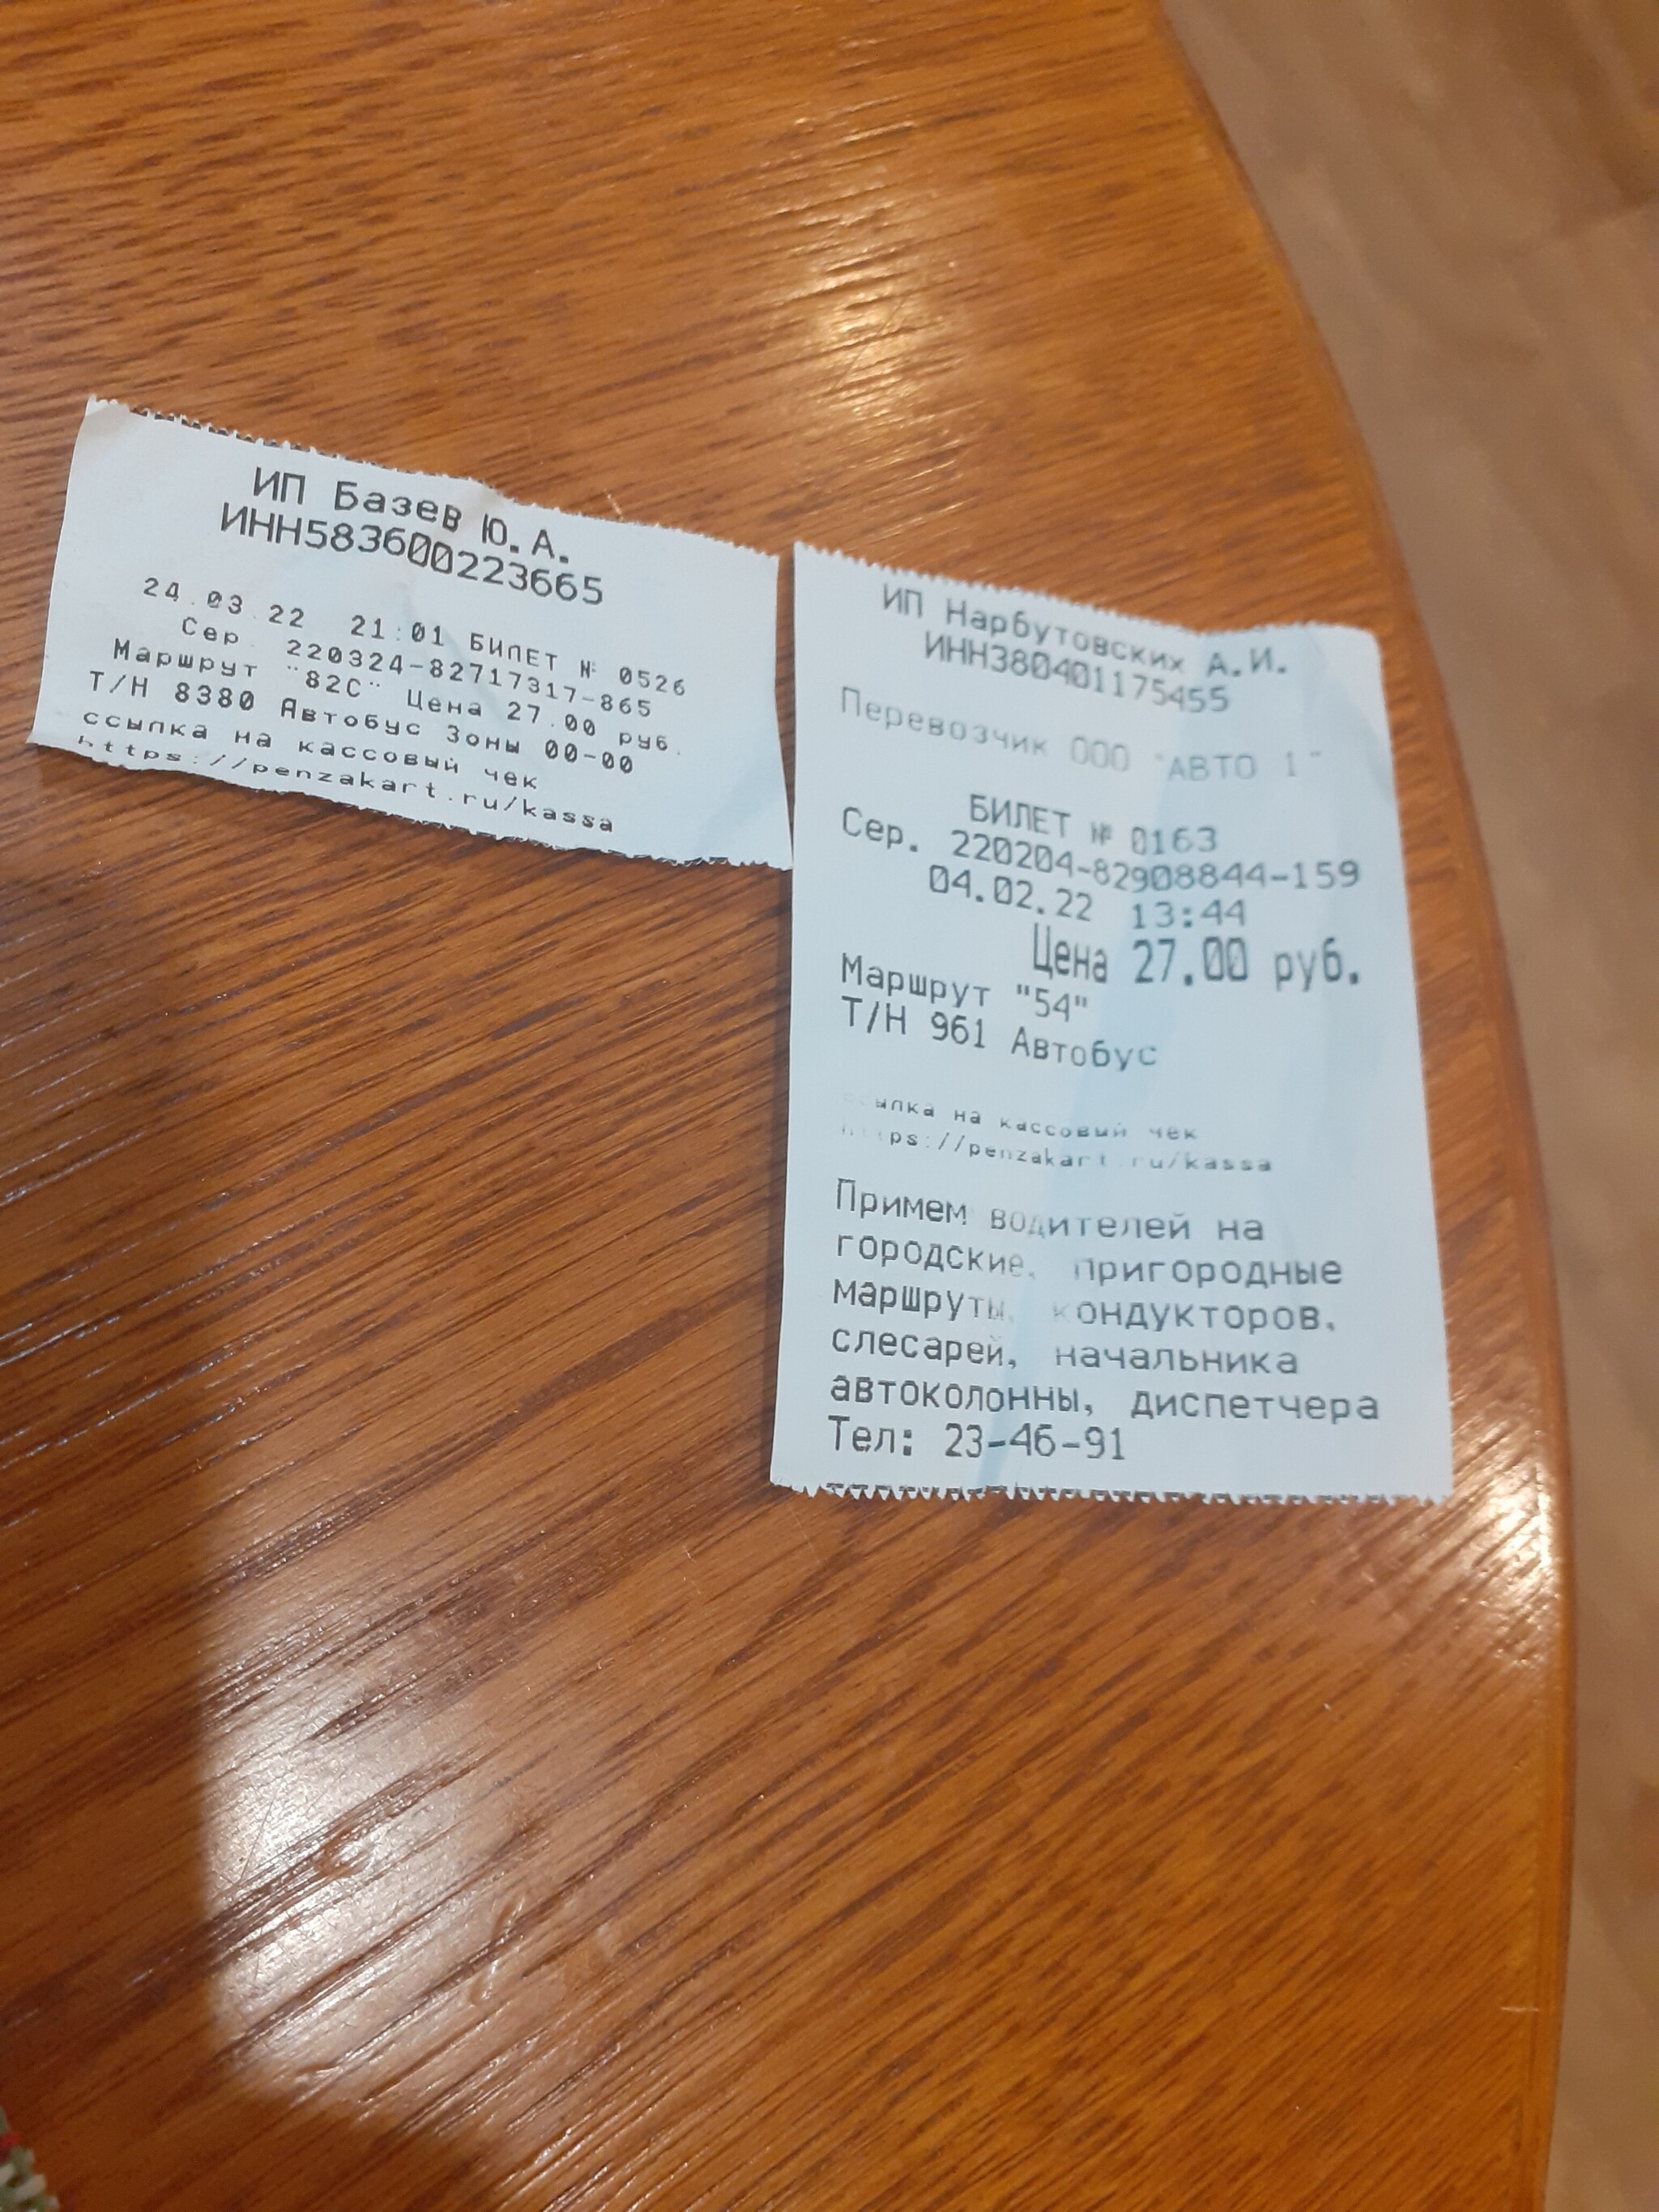 ИП Базев Ю.А.
ИНН583600223665
24.03.22 21:01 БИЛЕТ № 0526
Сер. 220324-82717317-865
Маршрут "82С" Цена 27.00 руб.
Т/Н 8380 Автобус Зоны 00-00
ссылка на кассовый чек
https://penzakart.ru/kassa
ИП Нарбутовских А.И.
ИНН380401175455
Перевозчик ООО "АВТО 1"
БИЛЕТ № 0163
Сер. 220204-82908844-159
04.02.22 13:44
Цена 27.00 руб.
Маршрут "54"
Т/Н 961 Автобус
ссылка на кассовый чек
https://penzakart.ru/kassa
Примем водителей на
городские, пригородные
маршруты, кондукторов,
слесарей, начальника
автоколонны, диспетчера
Тел: 23-46-91